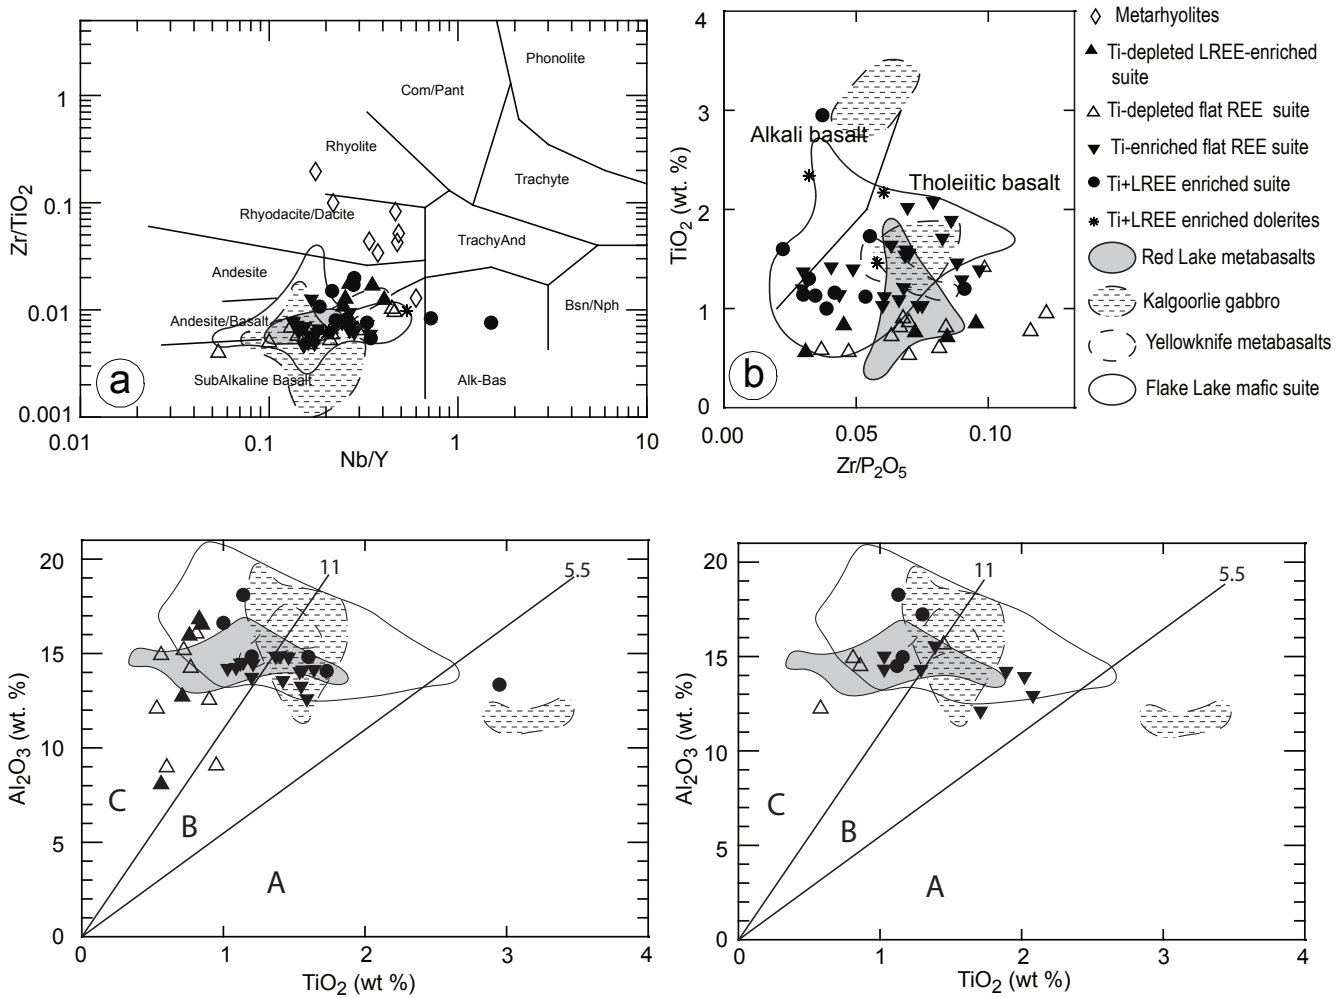 Zr/TiO2
1
0.1
0.01
0.001
0.01
0.1
1
10
Nb/Y
Phonolite
Com/Pant
Rhyolite
Trachyte
Rhyodacite/Dacite
TrachyAnd
Andesite
Bsn/Nph
Andesite/Basalt
SubAlkaline Basalt
Alk-Bas
a
TiO2 (wt. %)
4
3
2
1
0
0.00
0.05
0.10
Zr/P2O5
Alkali basalt
Tholeiitic basalt
b
Metarhyolites
Ti-depleted LREE-enriched
suite
Ti-depleted flat REE suite
Ti-enriched flat REE suite
Ti+LREE enriched suite
Ti+LREE enriched dolerites
Red Lake metabasalts
Kalgoorlie gabbro
Yellowknife metabasalts
Flake Lake mafic suite
Al2O3 (wt. %)
20
15
10
5
0
0
1
2
3
4
TiO2 (wt %)
11
5.5
C
B
A
Al2O3 (wt. %)
20
15
10
5
0
0
1
2
3
4
TiO2 (wt %)
11
5.5
C
B
A